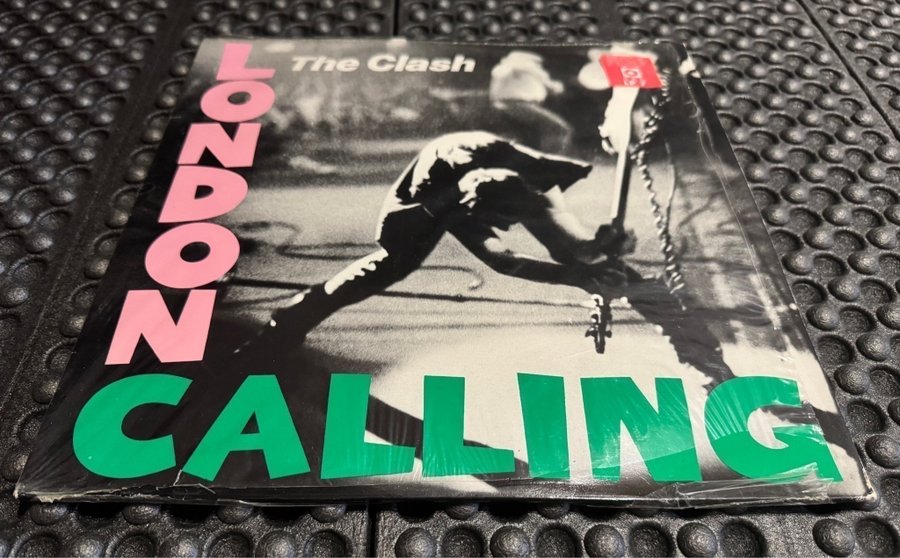 The Clash
LONDON
CALLING